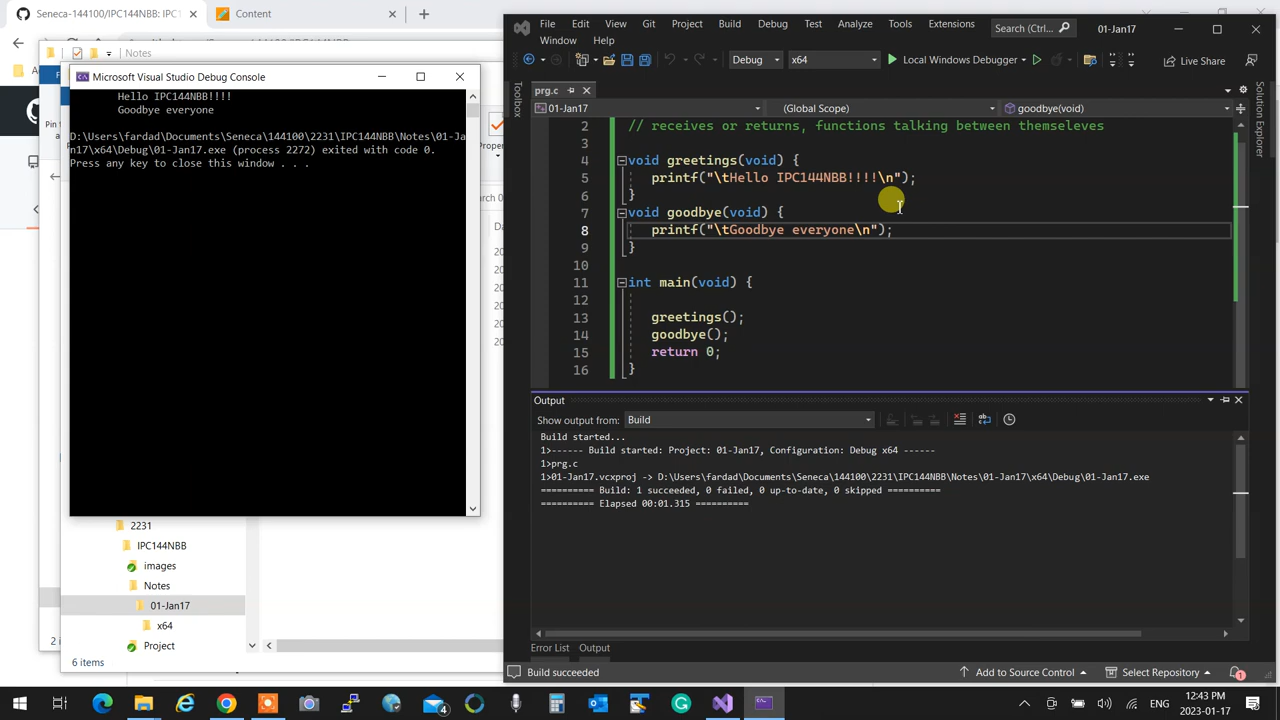 Seneca-144100/IPC144NBB: IPC1
Content
Notes
Microsoft Visual Studio Debug Console
Hello IPC144NBB!!!!
Goodbye everyone
D:\Users\fardad\Documents\Seneca\144100\2231\IPC144NBB\Notes\01-Ja
n17\x64\Debug\01-Jan17.exe (process 2272) exited with code 0.
Press any key to close this window . . .
2231
IPC144NBB
images
Notes
01-Jan17
x64
Project
6 items
File Edit View Git Project Build Debug Test Analyze Tools Extensions
Window Help
Search (Ctrl...
01-Jan17
Debug x64 Local Windows Debugger Live Share
Toolbox
prg.c
Solution Explorer
01-Jan17 (Global Scope) goodbye(void)
2 // receives or returns, functions talking between themseleves
3
4 void greetings(void) {
5 printf("\tHello IPC144NBB!!!!\n");
6 }
7 void goodbye(void) {
8 printf("\tGoodbye everyone\n");
9 }
10
11 int main(void) {
12
13 greetings();
14 goodbye();
15 return 0;
16 }
Output
Show output from: Build
Build started...
1>------ Build started: Project: 01-Jan17, Configuration: Debug x64 ------
1>prg.c
1>01-Jan17.vcxproj -> D:\Users\fardad\Documents\Seneca\144100\2231\IPC144NBB\Notes\01-Jan17\x64\Debug\01-Jan17.exe
========== Build: 1 succeeded, 0 failed, 0 up-to-date, 0 skipped ==========
========== Elapsed 00:01.315 ==========
Error List Output
Build succeeded
Add to Source Control
Select Repository
1
4
ENG
12:43 PM
2023-01-17